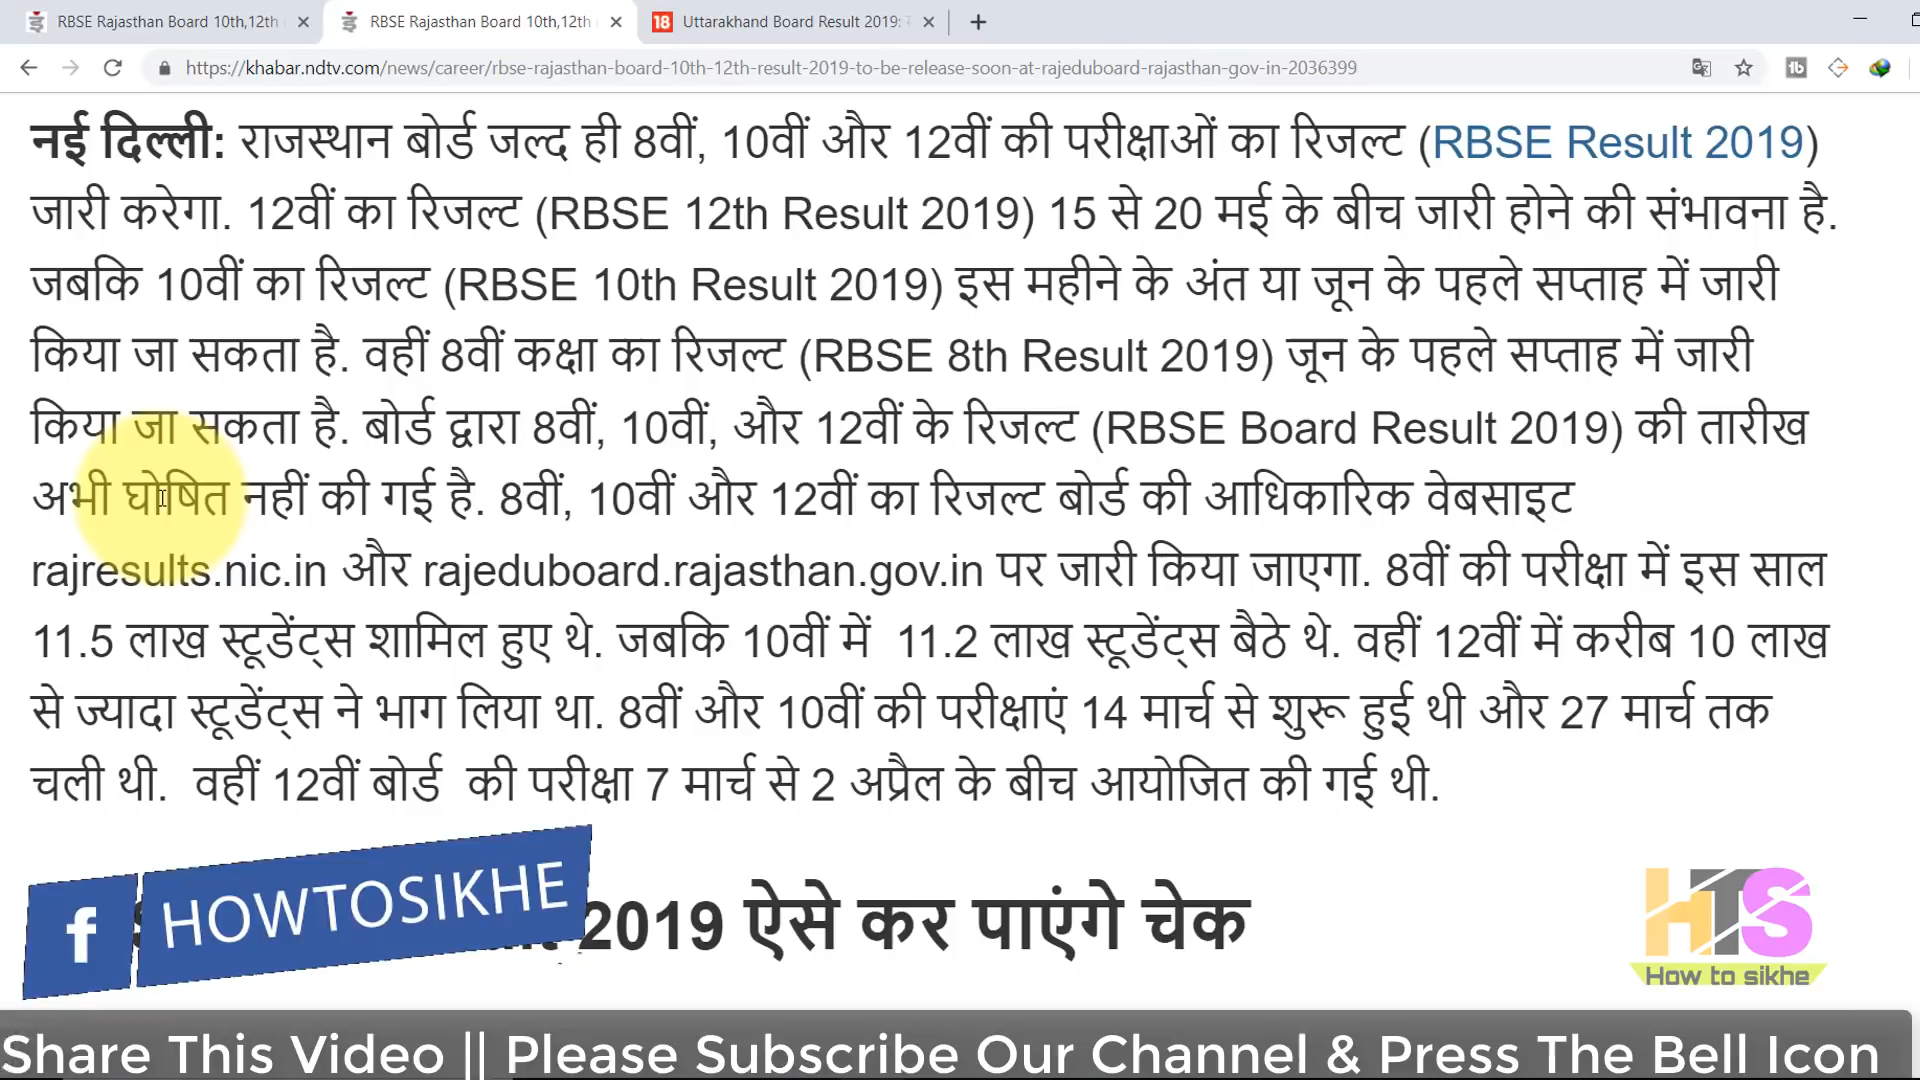 RBSE Rajasthan Board 10th,12th
RBSE Rajasthan Board 10th,12th
18 Uttarakhand Board Result 2019:
https://khabar.ndtv.com/news/career/rbse-rajasthan-board-10th-12th-result-2019-to-be-release-soon-at-rajeduboard-rajasthan-gov-in-2036399
नई दिल्ली: राजस्थान बोर्ड जल्द ही 8वीं, 10वीं और 12वीं की परीक्षाओं का रिजल्ट (RBSE Result 2019)
जारी करेगा. 12वीं का रिजल्ट (RBSE 12th Result 2019) 15 से 20 मई के बीच जारी होने की संभावना है.
जबकि 10वीं का रिजल्ट (RBSE 10th Result 2019) इस महीने के अंत या जून के पहले सप्ताह में जारी
किया जा सकता है. वहीं 8वीं कक्षा का रिजल्ट (RBSE 8th Result 2019) जून के पहले सप्ताह में जारी
किया जा सकता है. बोर्ड द्वारा 8वीं, 10वीं, और 12वीं के रिजल्ट (RBSE Board Result 2019) की तारीख
अभी घोषित नहीं की गई है. 8वीं, 10वीं और 12वीं का रिजल्ट बोर्ड की आधिकारिक वेबसाइट
rajresults.nic.in और rajeduboard.rajasthan.gov.in पर जारी किया जाएगा. 8वीं की परीक्षा में इस साल
11.5 लाख स्टूडेंट्स शामिल हुए थे. जबकि 10वीं में 11.2 लाख स्टूडेंट्स बैठे थे. वहीं 12वीं में करीब 10 लाख
से ज्यादा स्टूडेंट्स ने भाग लिया था. 8वीं और 10वीं की परीक्षाएं 14 मार्च से शुरू हुई थी और 27 मार्च तक
चली थी. वहीं 12वीं बोर्ड की परीक्षा 7 मार्च से 2 अप्रैल के बीच आयोजित की गई थी.
f HOWTOSIKHE
2019 ऐसे कर पाएंगे चेक
HTS
How to sikhe
Share This Video || Please Subscribe Our Channel & Press The Bell Icon